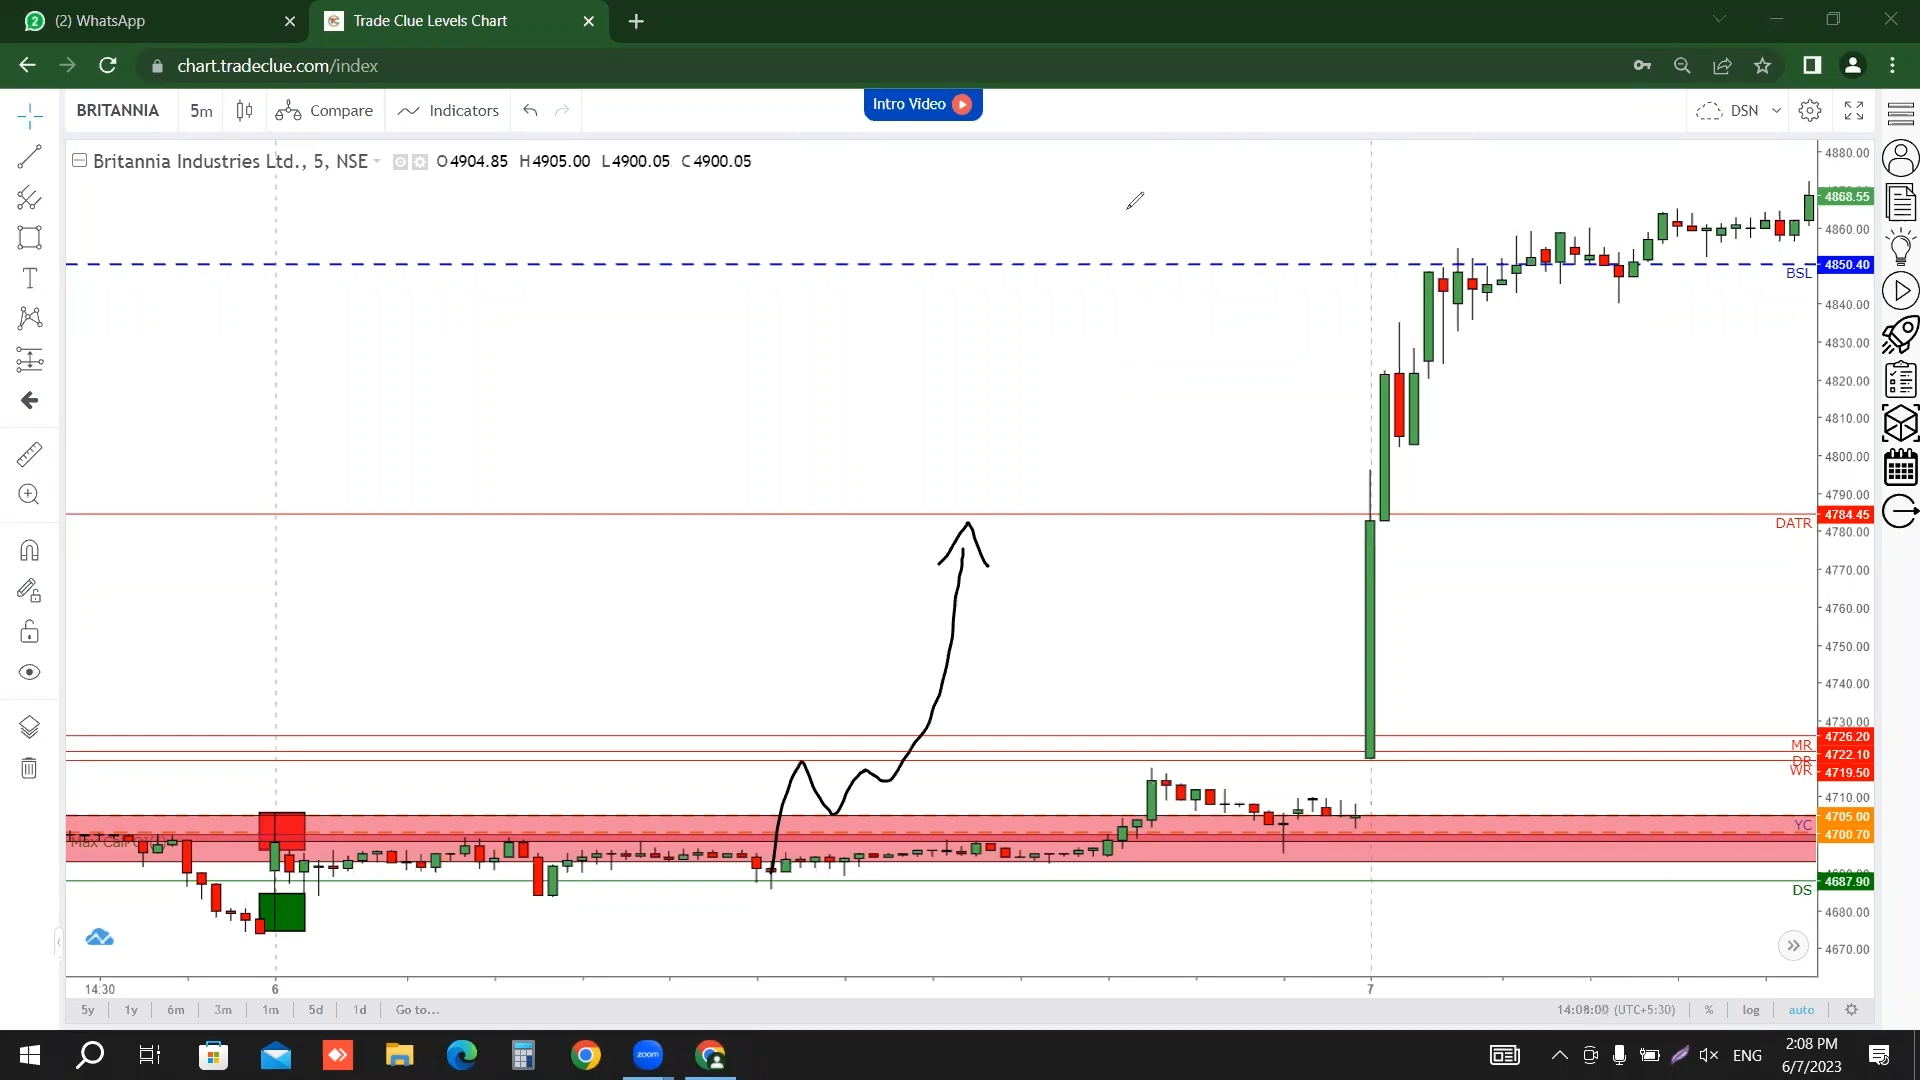 (2) WhatsApp
Trade Clue Levels Chart
chart.tradeclue.com/index
BRITANNIA 5m Compare Indicators
Intro Video
DSN
Britannia Industries Ltd., 5, NSE O4904.85 H4905.00 L4900.05 C4900.05
4880.00
4868.55
4860.00
4850.40
BSL
4840.00
4830.00
4820.00
4810.00
4800.00
4790.00
4784.45
DATR
4780.00
4770.00
4760.00
4750.00
4740.00
4730.00
4726.20
MR
4722.10
DR
WR
4719.50
4710.00
4705.00
YC
4700.70
Max Call
4687.90
DS
4680.00
4670.00
14:30 6 7
5y 1y 6m 3m 1m 5d 1d Go to...
14:08:00 (UTC+5:30) % log auto
zoom
ENG
2:08 PM
6/7/2023